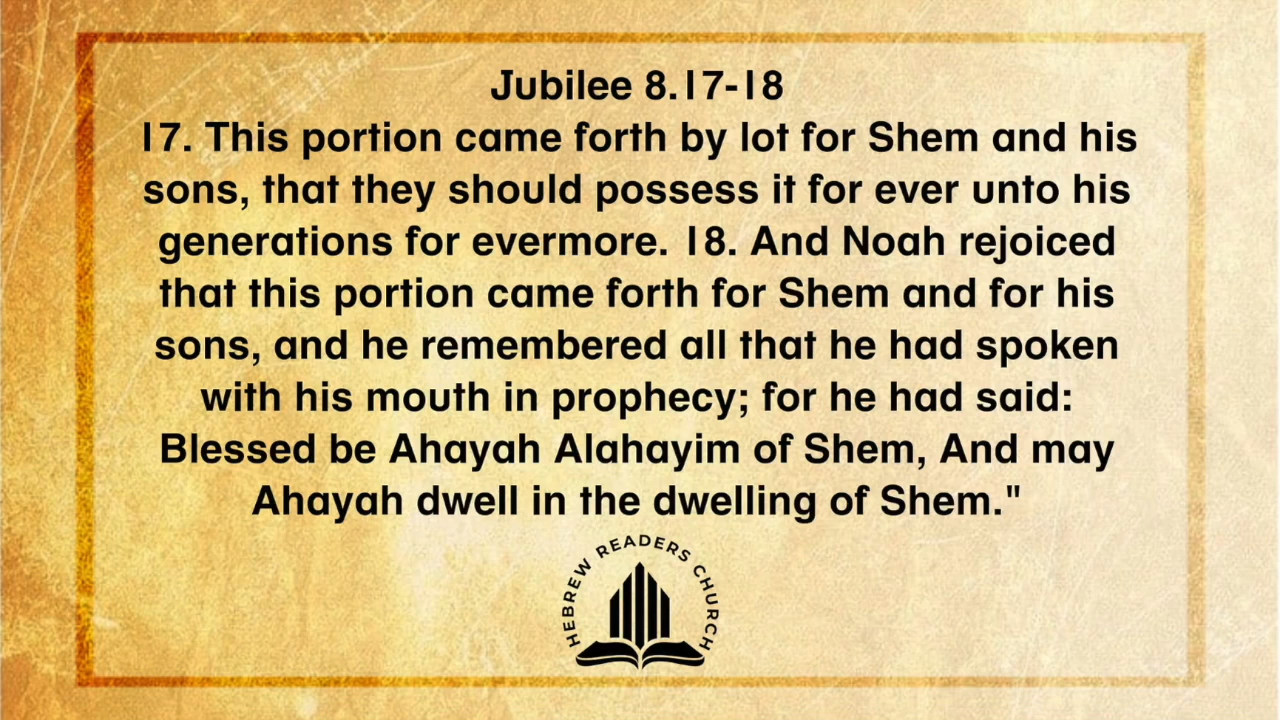 Jubilee 8.17-18
17. This portion came forth by lot for Shem and his
sons, that they should possess it for ever unto his
generations for evermore. 18. And Noah rejoiced
that this portion came forth for Shem and for his
sons, and he remembered all that he had spoken
with his mouth in prophecy; for he had said:
Blessed be Ahayah Alahayim of Shem, And may
Ahayah dwell in the dwelling of Shem."
HEBREW READERS CHURCH